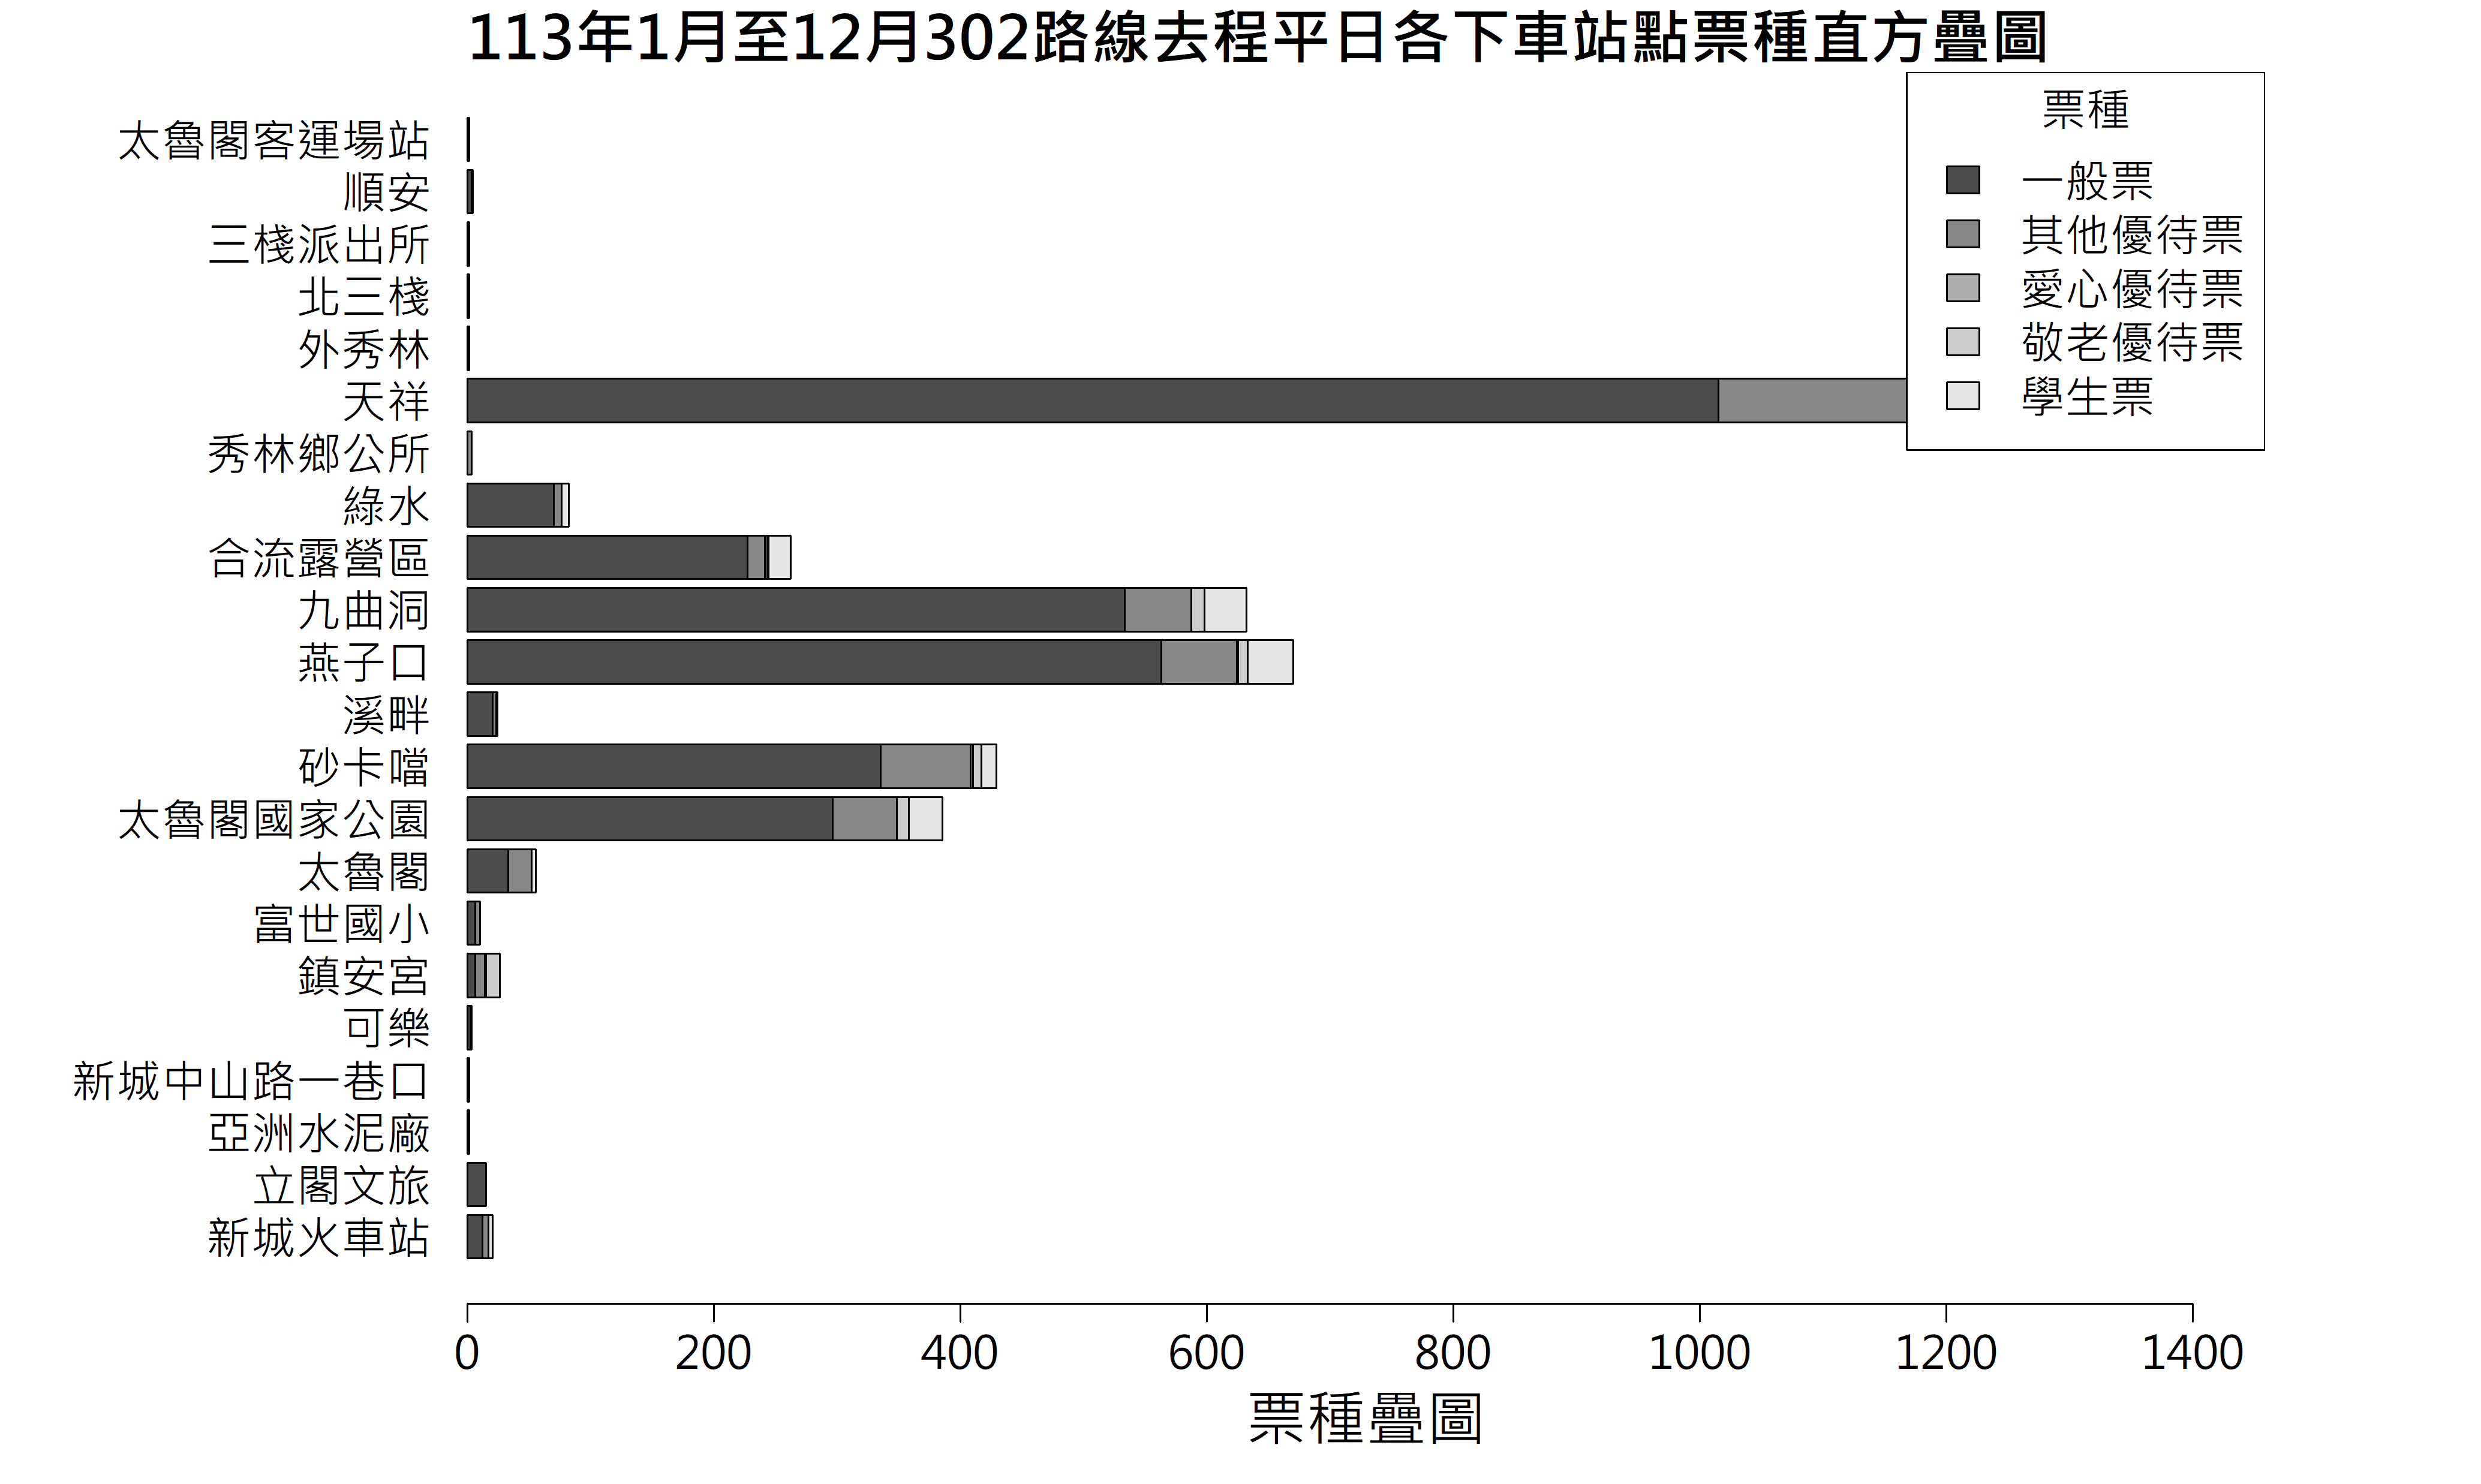 113年1月至12月302路線去程平日各下車站點票種直方疊圖
票種
一般票
其他優待票
愛心優待票
敬老優待票
學生票
太魯閣客運場站
順安
三棧派出所
北三棧
外秀林
天祥
秀林鄉公所
綠水
合流露營區
九曲洞
燕子口
溪畔
砂卡噹
太魯閣國家公園
太魯閣
富世國小
鎮安宮
可樂
新城中山路一巷口
亞洲水泥廠
立閣文旅
新城火車站
0 200 400 600 800 1000 1200 1400
票種疊圖